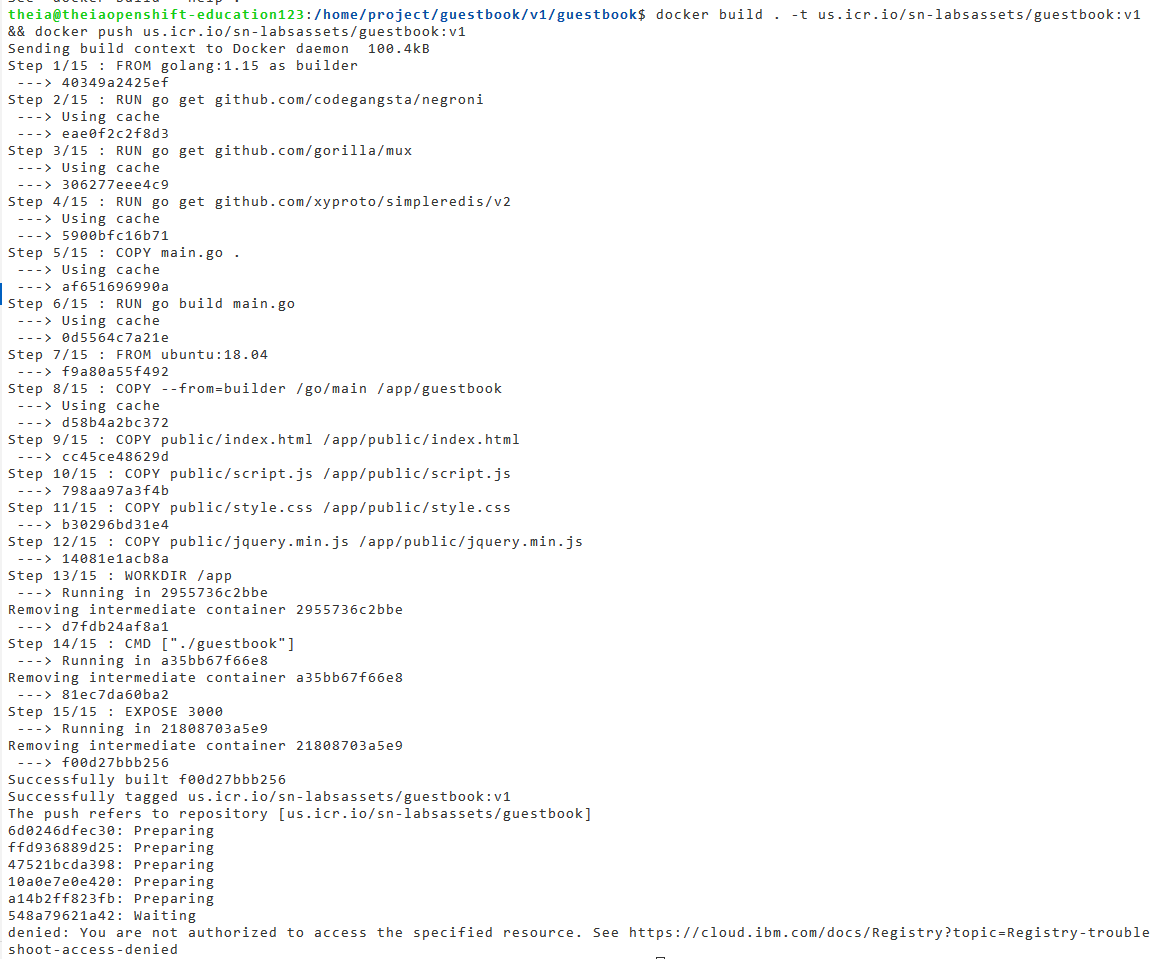 theia@theiaopenshift-education123:/home/project/guestbook/v1/guestbook$ docker build . -t us.icr.io/sn-labsassets/guestbook:v1
&& docker push us.icr.io/sn-labsassets/guestbook:v1
Sending build context to Docker daemon  100.4kB
Step 1/15 : FROM golang:1.15 as builder
 ---> 40349a2425ef
Step 2/15 : RUN go get github.com/codegangsta/negroni
 ---> Using cache
 ---> eae0f2c2f8d3
Step 3/15 : RUN go get github.com/gorilla/mux
 ---> Using cache
 ---> 306277eee4c9
Step 4/15 : RUN go get github.com/xyproto/simpleredis/v2
 ---> Using cache
 ---> 5900bfc16b71
Step 5/15 : COPY main.go .
 ---> Using cache
 ---> af651696990a
Step 6/15 : RUN go build main.go
 ---> Using cache
 ---> 0d5564c7a21e
Step 7/15 : FROM ubuntu:18.04
 ---> f9a80a55f492
Step 8/15 : COPY --from=builder /go/main /app/guestbook
 ---> Using cache
 ---> d58b4a2bc372
Step 9/15 : COPY public/index.html /app/public/index.html
 ---> cc45ce48629d
Step 10/15 : COPY public/script.js /app/public/script.js
 ---> 798aa97a3f4b
Step 11/15 : COPY public/style.css /app/public/style.css
 ---> b30296bd31e4
Step 12/15 : COPY public/jquery.min.js /app/public/jquery.min.js
 ---> 14081e1acb8a
Step 13/15 : WORKDIR /app
 ---> Running in 2955736c2bbe
Removing intermediate container 2955736c2bbe
 ---> d7fdb24af8a1
Step 14/15 : CMD ["./guestbook"]
 ---> Running in a35bb67f66e8
Removing intermediate container a35bb67f66e8
 ---> 81ec7da60ba2
Step 15/15 : EXPOSE 3000
 ---> Running in 21808703a5e9
Removing intermediate container 21808703a5e9
 ---> f00d27bbb256
Successfully built f00d27bbb256
Successfully tagged us.icr.io/sn-labsassets/guestbook:v1
The push refers to repository [us.icr.io/sn-labsassets/guestbook]
6d0246dfec30: Preparing
ffd936889d25: Preparing
47521bcda398: Preparing
10a0e7e0e420: Preparing
a14b2ff823fb: Preparing
548a79621a42: Waiting
denied: You are not authorized to access the specified resource. See https://cloud.ibm.com/docs/Registry?topic=Registry-trouble
shoot-access-denied